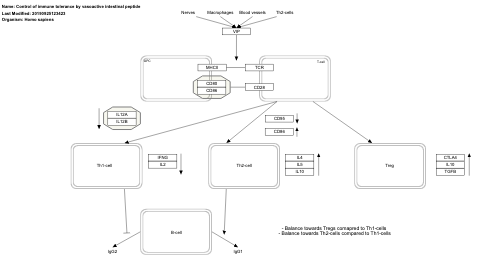 Name: Control of immune tolerance by vasoactive intestinal peptide
Last Modified: 20190920123423
Organism: Homo sapiens
Nerves
Macrophages
Blood vessels
Th2-cells
VIP
APC
T-cell
MHCII
TCR
CD80
CD86
CD28
IL12A
IL12B
CD95
CD86
Th1-cell
IFNG
IL2
Th2-cell
IL4
IL5
IL10
Treg
CTLA4
IL10
TGFB
B-cell
IgG2
IgG1
- Balance towards Tregs comapred to Th1-cells
- Balance towards Th2-cells compared to Th1-cells